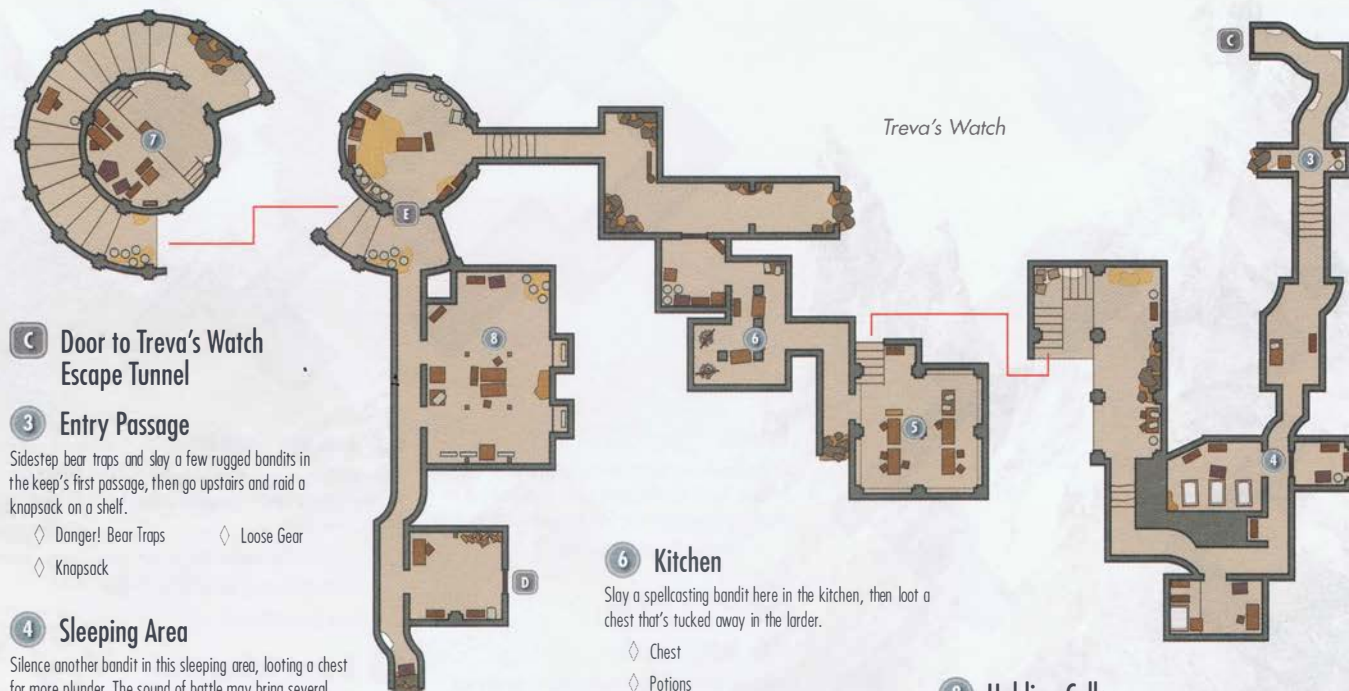 Treva's Watch
C
3
7
E
8
6
5
4
D
C Door to Treva's Watch
Escape Tunnel
3 Entry Passage
Sidestep bear traps and slay a few rugged bandits in
the keep's first passage, then go upstairs and raid a
knapsack on a shelf.
Danger! Bear Traps
Loose Gear
Knapsack
4 Sleeping Area
Silence another bandit in this sleeping area, looting a chest
for more plunder. The sound of battle may bring several
6 Kitchen
Slay a spellcasting bandit here in the kitchen, then loot a
chest that's tucked away in the larder.
Chest
Potions